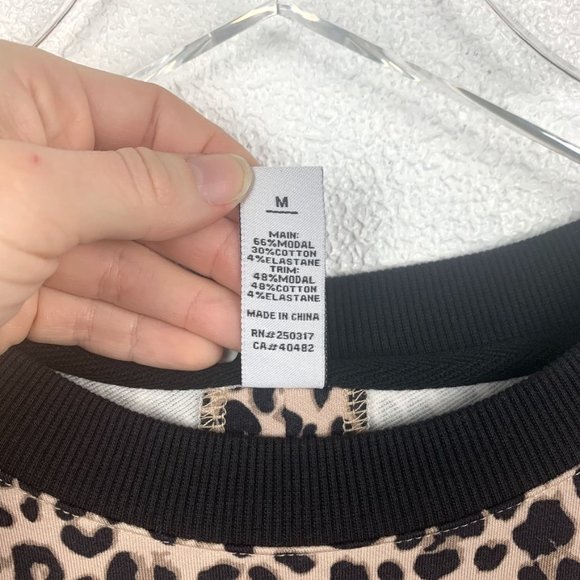 M
MAIN:
66%MODAL
30%COTTON
4%ELASTANE
TRIM:
48%MODAL
48%COTTON
4%ELASTANE
MADE IN CHINA
RN#250317
CA#40482